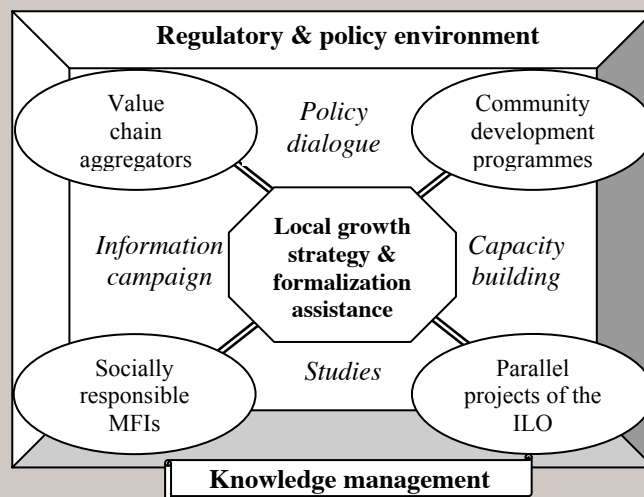 Regulatory & policy environment
Value
chain
aggregators
Policy
dialogue
Community
development
programmes
Information
campaign
Local growth
strategy &
formalization
assistance
Capacity
building
Socially
responsible
MFIs
Studies
Parallel
projects of the
ILO
Knowledge management